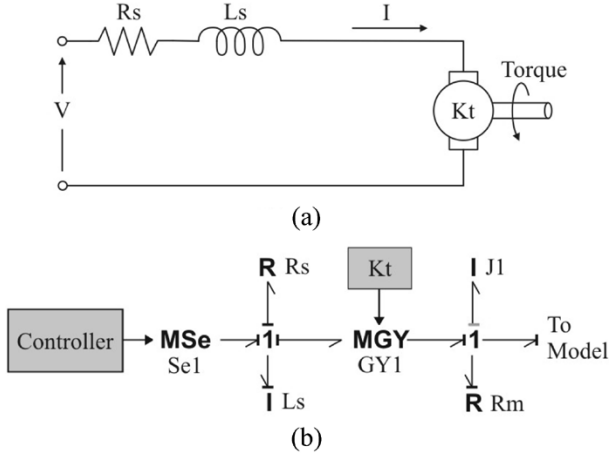 Rs Ls I
Torque
V Kt
(a)
R Rs Kt I J1
Controller MSe 1 MGY 1 To
Se1 GY1 Model
I Ls R Rm
(b)